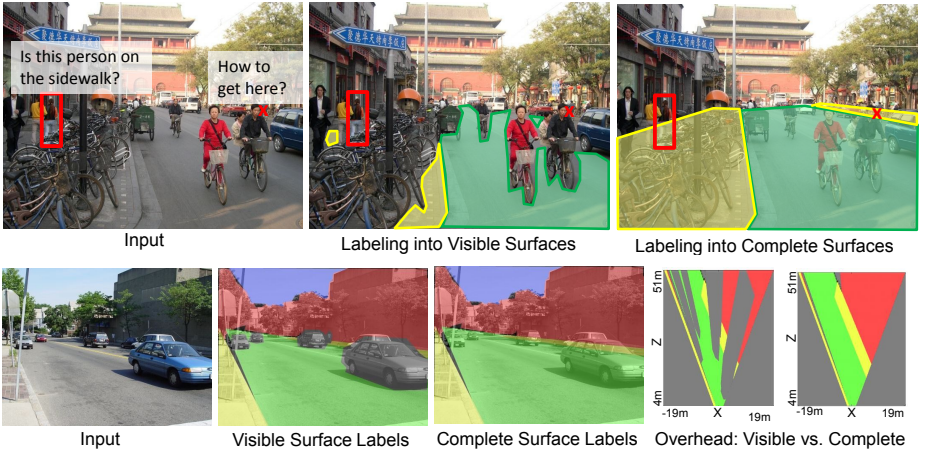 Is this person on
the sidewalk?
How to
get here?
X
X
X
Input
Labeling into Visible Surfaces
Labeling into Complete Surfaces
51m
Z
4m
-19m
X
19m
51m
Z
4m
-19m
X
19m
Input
Visible Surface Labels
Complete Surface Labels
Overhead: Visible vs. Complete